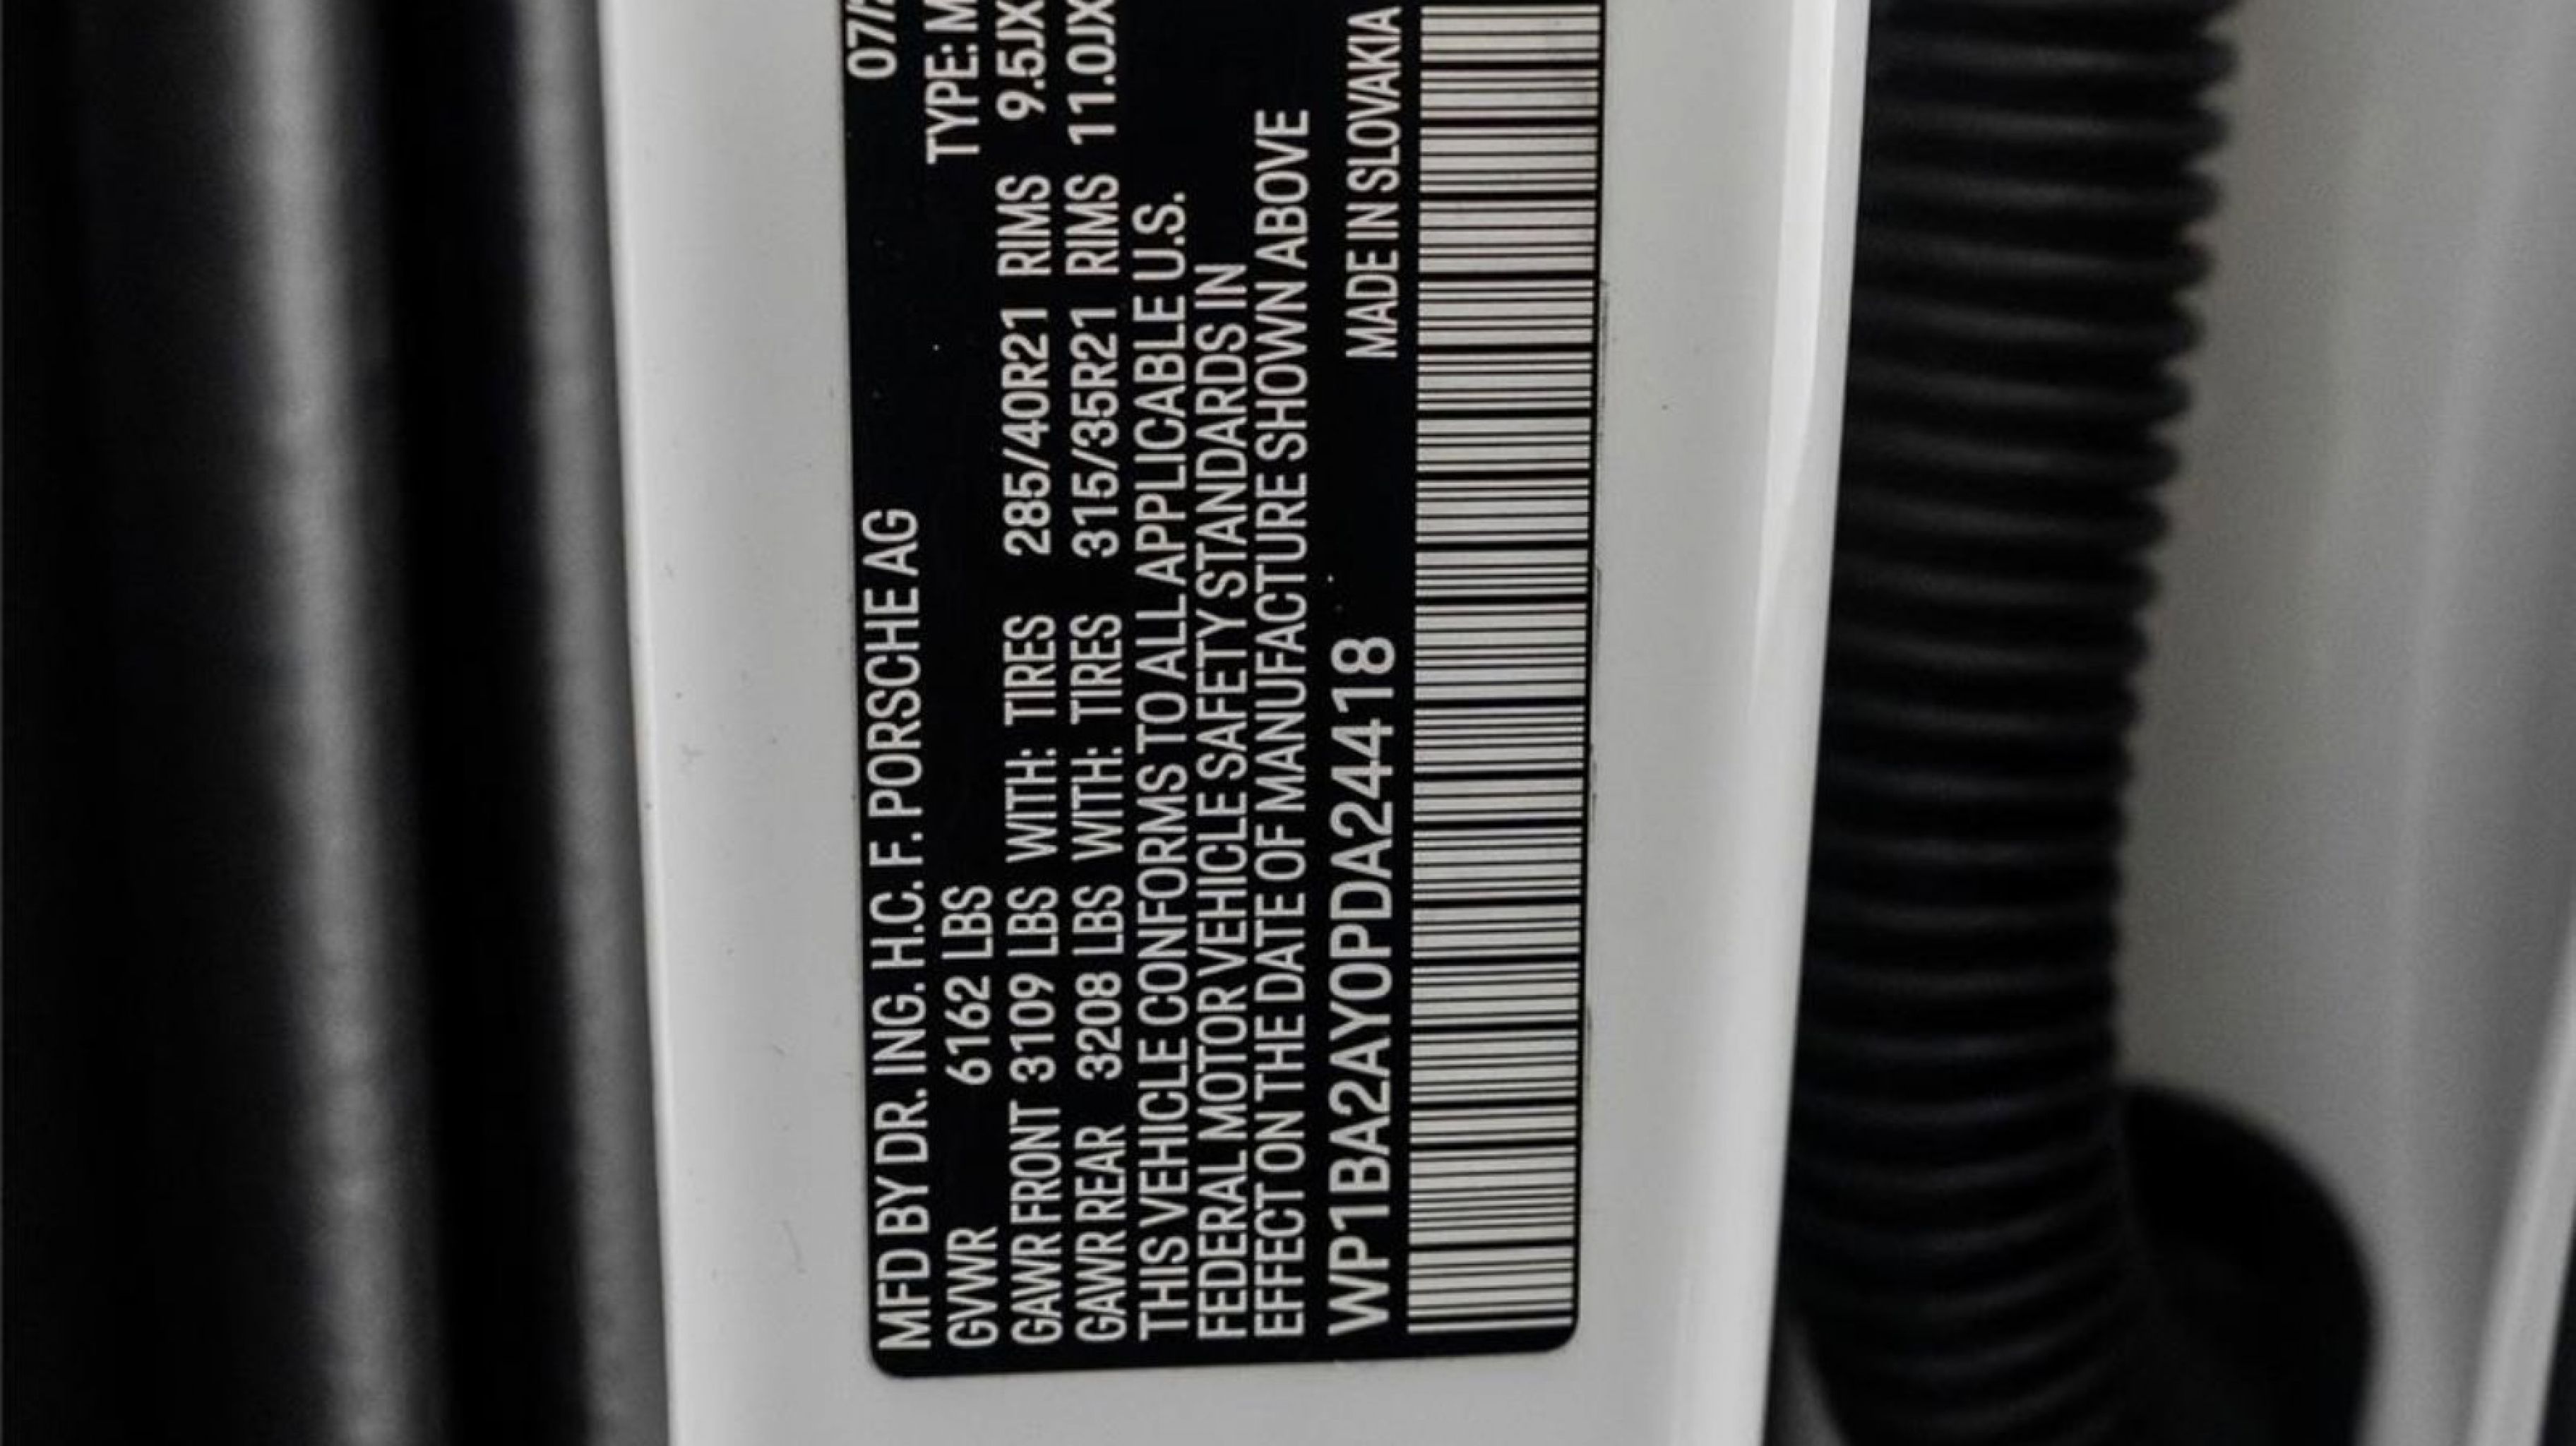 MFD BY DR. ING. H.C. F. PORSCHE AG 07/
GVWR 6162 LBS TYPE: M
GAWR FRONT 3109 LBS WITH: TIRES 285/40R21 RIMS 9.5JX
GAWR REAR 3208 LBS WITH: TIRES 315/35R21 RIMS 11.0JX
THIS VEHICLE CONFORMS TO ALL APPLICABLE U.S.
FEDERAL MOTOR VEHICLE SAFETY STANDARDS IN
EFFECT ON THE DATE OF MANUFACTURE SHOWN ABOVE
WP1BA2AY0PDA24418 MADE IN SLOVAKIA